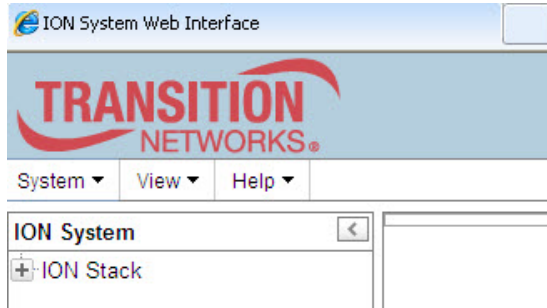 ION System Web Interface
TRANSITION
NETWORKS®
System View Help
ION System
ION Stack